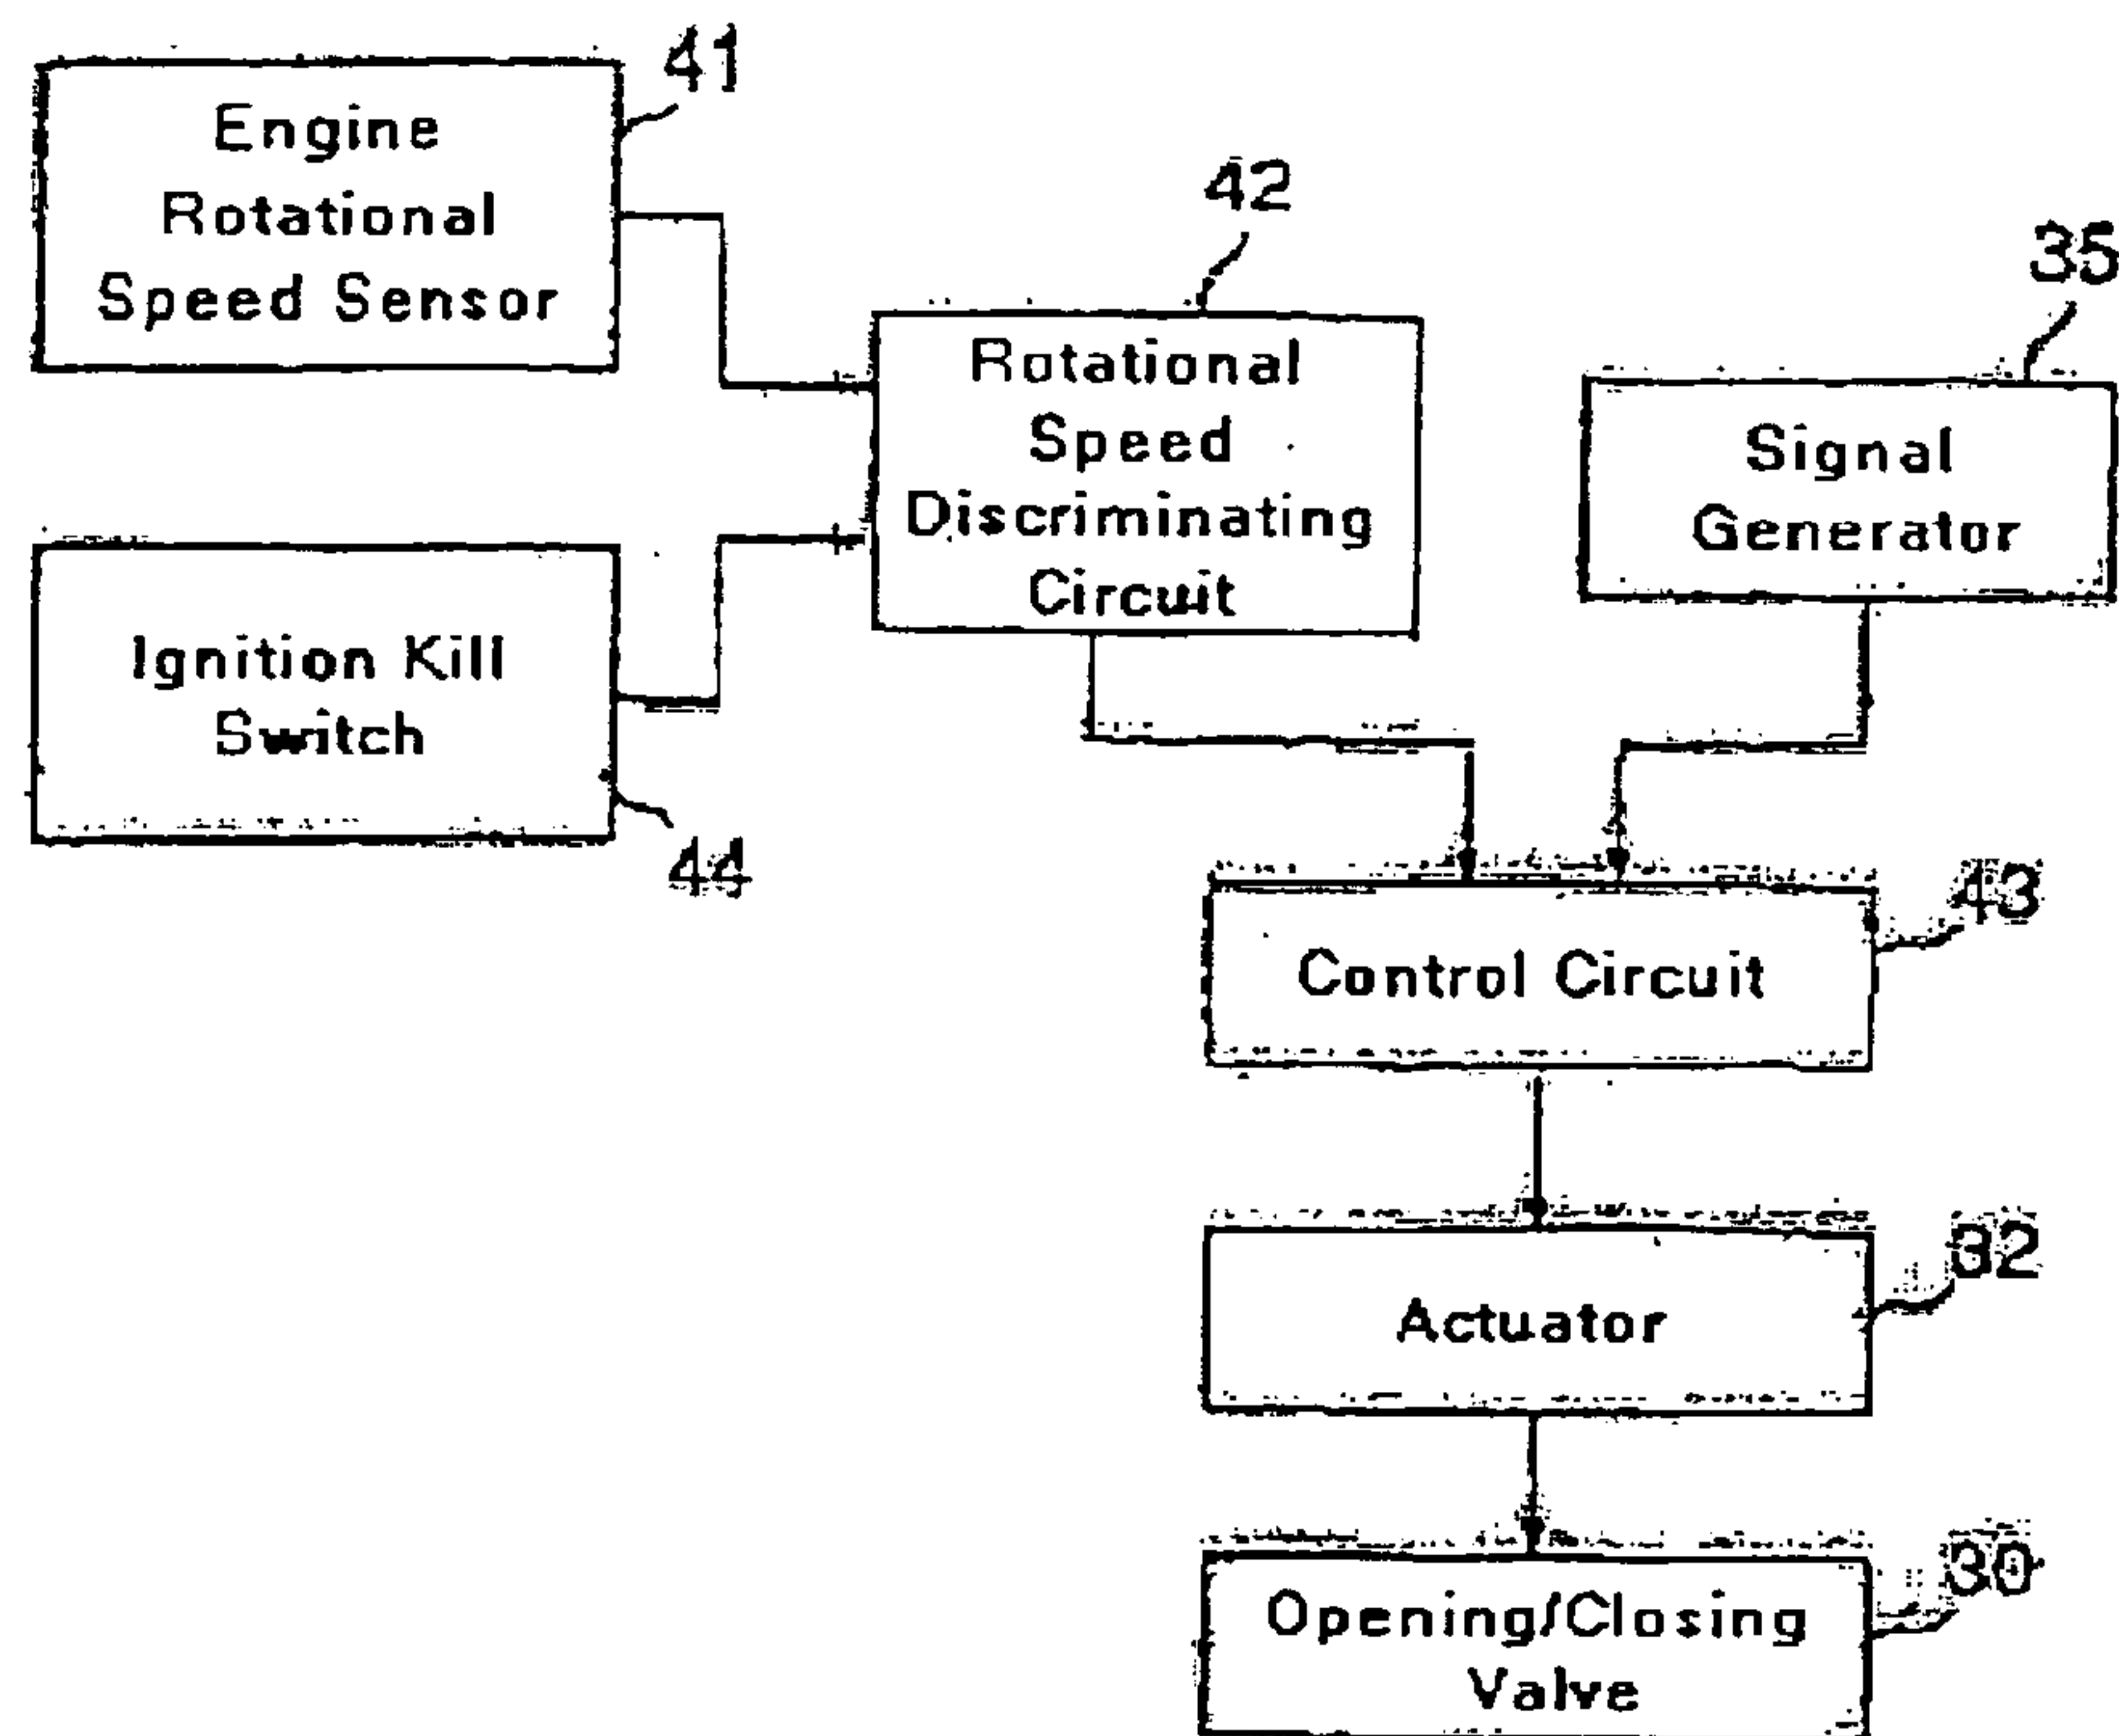 41
Engine
Rotational
Speed Sensor
42
Rotational
Speed
Discriminating
Circuit
35
Signal
Generator
Ignition Kill
Switch
44
43
Control Circuit
32
Actuator
30
Opening/Closing
Valve